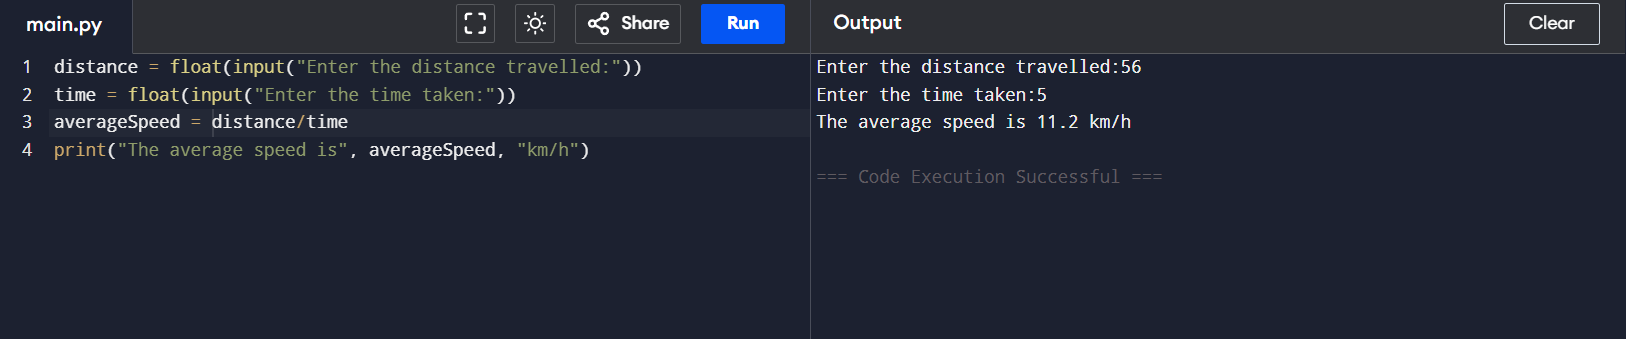 main.py
Share
Run
Output
Clear
1 distance = float(input("Enter the distance travelled:"))
2 time = float(input("Enter the time taken:"))
3 averageSpeed = distance/time
4 print("The average speed is", averageSpeed, "km/h")
Enter the distance travelled:56
Enter the time taken:5
The average speed is 11.2 km/h
=== Code Execution Successful ===